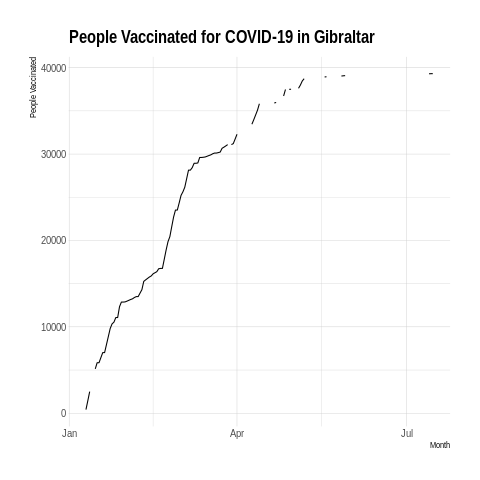 People Vaccinated for COVID-19 in Gibraltar
People Vaccinated
40000
30000
20000
10000
0
Jan
Apr
Jul
Month